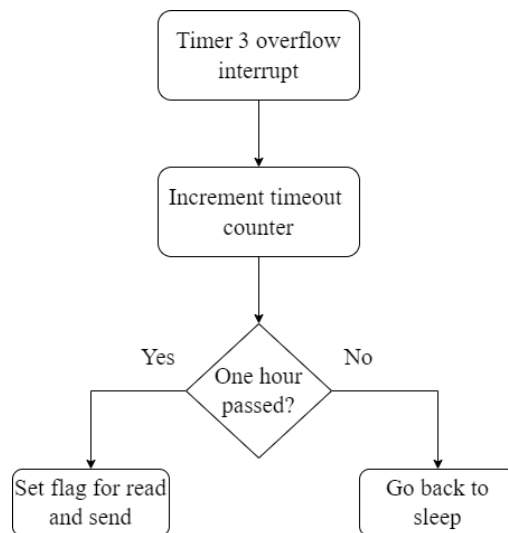 Timer 3 overflow
interrupt
Increment timeout
counter
Yes
No
One hour
passed?
Set flag for read
and send
Go back to
sleep